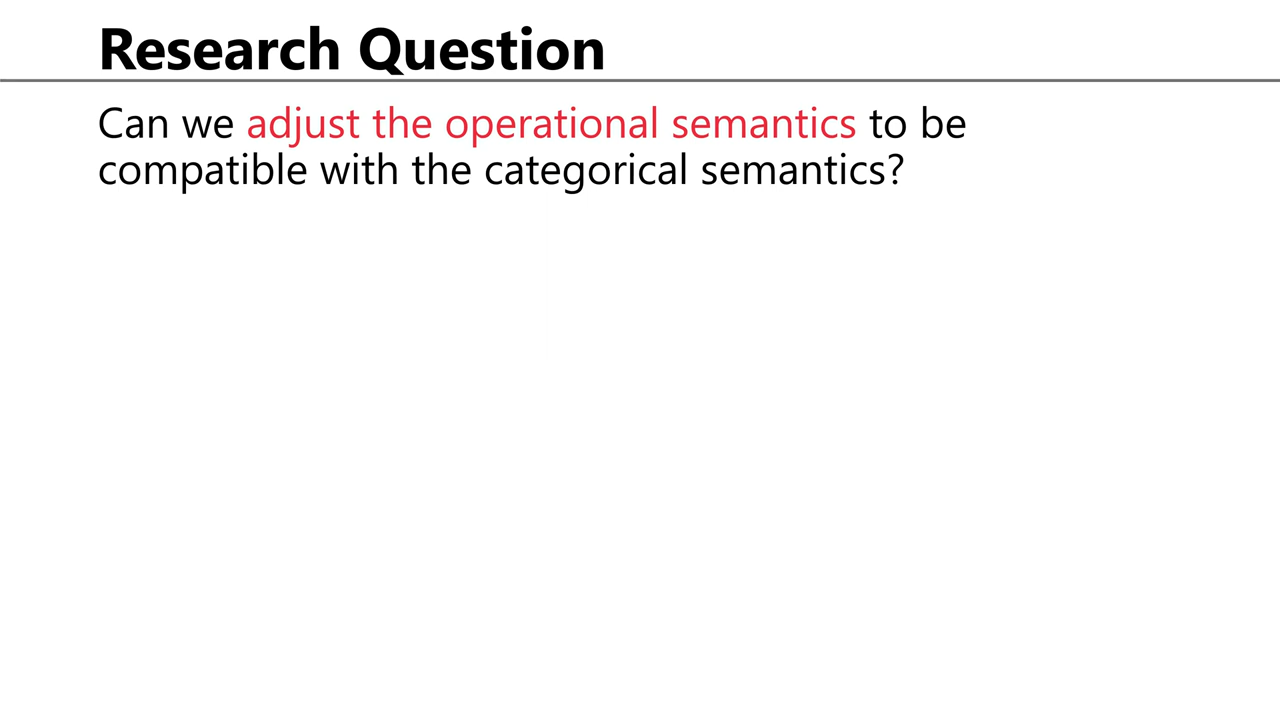 Research Question
Can we adjust the operational semantics to be
compatible with the categorical semantics?